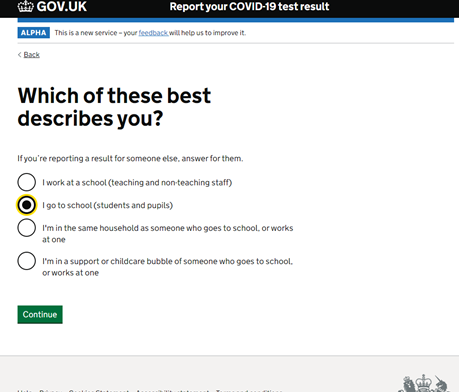 GOV.UK Report your COVID-19 test result
ALPHA This is a new service – your feedback will help us to improve it.
Back
Which of these best
describes you?
If you're reporting a result for someone else, answer for them.
I work at a school (teaching and non-teaching staff)
I go to school (students and pupils)
I'm in the same household as someone who goes to school, or works
at one
I'm in a support or childcare bubble of someone who goes to school,
or works at one
Continue